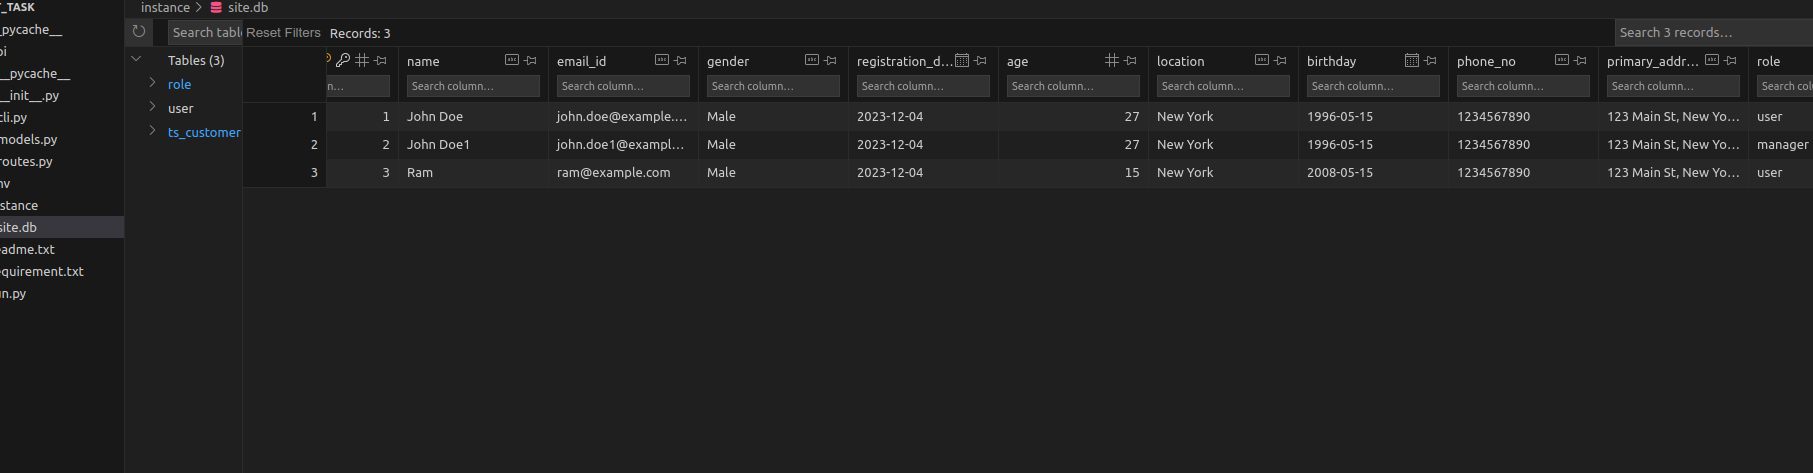 _TASK
_pycache__
pi
__pycache__
__init__.py
cli.py
models.py
routes.py
nv
stance
site.db
eadme.txt
equirement.txt
un.py
instance > site.db
Search table Reset Filters Records: 3 Search 3 records...
Tables (3)
role
user
ts_customer
name email_id gender registration_d... age location birthday phone_no primary_addr... role
n... Search column... Search column... Search column... Search column... Search column... Search column... Search column... Search column... Search column... Search colu
1 1 John Doe john.doe@example.... Male 2023-12-04 27 New York 1996-05-15 1234567890 123 Main St, New Yo... user
2 2 John Doe1 john.doe1@exampl... Male 2023-12-04 27 New York 1996-05-15 1234567890 123 Main St, New Yo... manager
3 3 Ram ram@example.com Male 2023-12-04 15 New York 2008-05-15 1234567890 123 Main St, New Yo... user